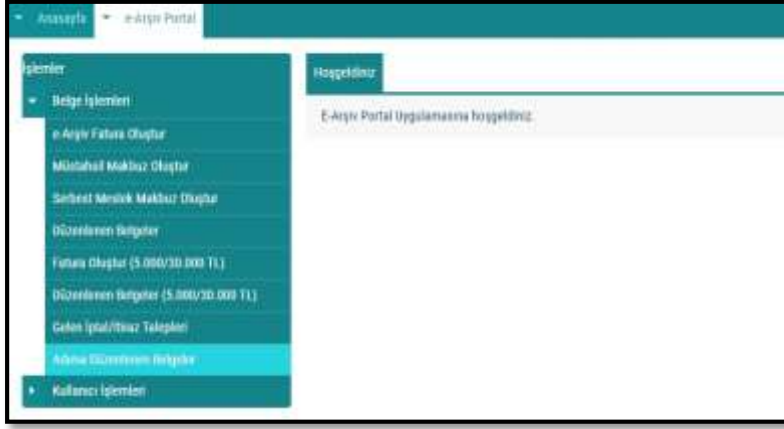 Anasayfa e-Arşiv Portal
İşlemler
Belge İşlemleri
e-Arşiv Fatura Oluştur
Müstahsil Makbuz Oluştur
Serbest Meslek Makbuz Oluştur
Düzenlenen Belgeler
Fatura Oluştur (5.000/30.000 TL)
Düzenlenen Belgeler (5.000/30.000 TL)
Gelen İptal/İtiraz Talepleri
Adıma Düzenlenen Belgeler
Kullanıcı İşlemleri
Hoşgeldiniz
E-Arşiv Portal Uygulamasına hoşgeldiniz.